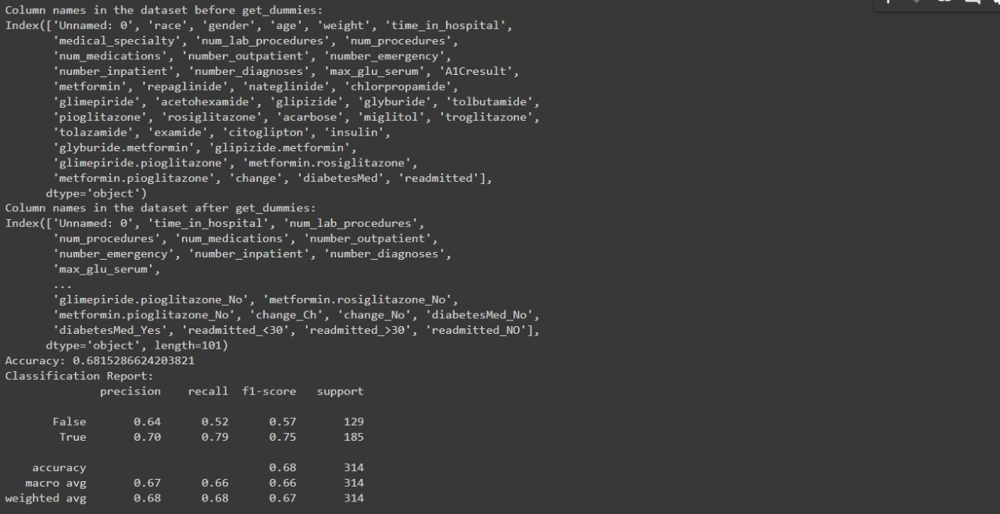 Column names in the dataset before get_dummies:
Index(['Unnamed: 0', 'race', 'gender', 'age', 'weight', 'time_in_hospital',
       'medical_specialty', 'num_lab_procedures', 'num_procedures',
       'num_medications', 'number_outpatient', 'number_emergency',
       'number_inpatient', 'number_diagnoses', 'max_glu_serum', 'A1Cresult',
       'metformin', 'repaglinide', 'nateglinide', 'chlorpropamide',
       'glimepiride', 'acetohexamide', 'glipizide', 'glyburide', 'tolbutamide',
       'pioglitazone', 'rosiglitazone', 'acarbose', 'miglitol', 'troglitazone',
       'tolazamide', 'examide', 'citoglipton', 'insulin',
       'glyburide.metformin', 'glipizide.metformin',
       'glimepiride.pioglitazone', 'metformin.rosiglitazone',
       'metformin.pioglitazone', 'change', 'diabetesMed', 'readmitted'],
      dtype='object')
Column names in the dataset after get_dummies:
Index(['Unnamed: 0', 'time_in_hospital', 'num_lab_procedures',
       'num_procedures', 'num_medications', 'number_outpatient',
       'number_emergency', 'number_inpatient', 'number_diagnoses',
       'max_glu_serum',
       ...
       'glimepiride.pioglitazone_No', 'metformin.rosiglitazone_No',
       'metformin.pioglitazone_No', 'change_Ch', 'change_No', 'diabetesMed_No',
       'diabetesMed_Yes', 'readmitted_<30', 'readmitted_>30', 'readmitted_NO'],
      dtype='object', length=101)
Accuracy: 0.6815286624203821
Classification Report:
              precision    recall  f1-score   support

       False       0.64      0.52      0.57       129
        True       0.70      0.79      0.75       185

    accuracy                           0.68       314
   macro avg       0.67      0.66      0.66       314
weighted avg       0.68      0.68      0.67       314